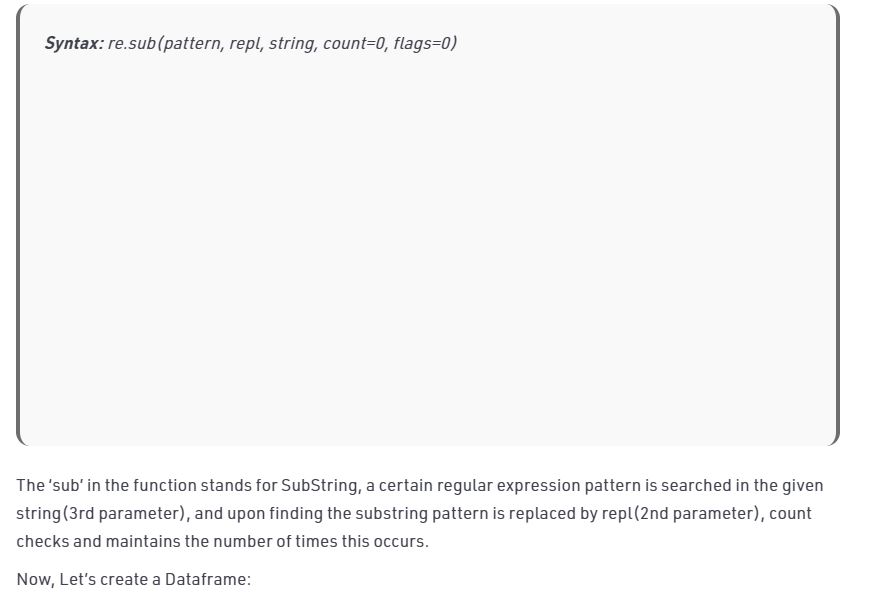 Syntax: re.sub(pattern, repl, string, count=0, flags=0)
The ‘sub’ in the function stands for SubString, a certain regular expression pattern is searched in the given
string(3rd parameter), and upon finding the substring pattern is replaced by repl(2nd parameter), count
checks and maintains the number of times this occurs.
Now, Let’s create a Dataframe: